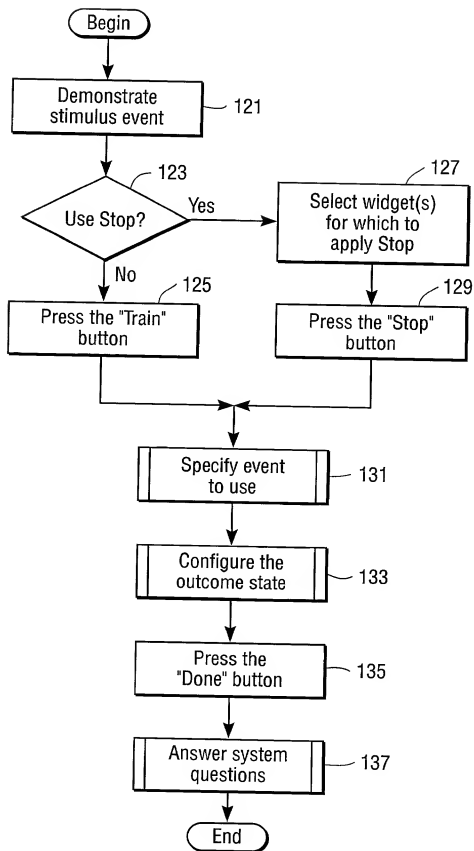 Begin
Demonstrate
stimulus event
121
123
Use Stop?
Yes
No
127
Select widget(s)
for which to
apply Stop
125
Press the "Train"
button
129
Press the "Stop"
button
Specify event
to use
131
Configure the
outcome state
133
Press the
"Done" button
135
Answer system
questions
137
End